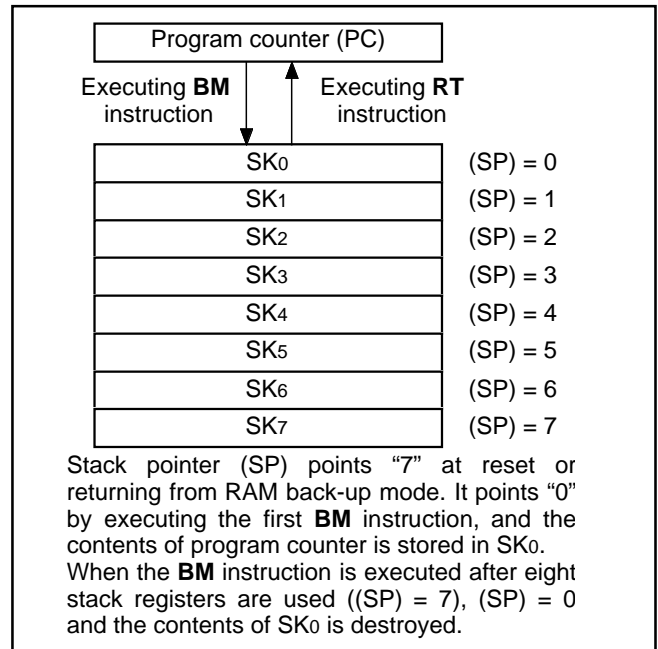 Program counter (PC)
Executing BM
instruction
Executing RT
instruction
SK0 (SP) = 0
SK1 (SP) = 1
SK2 (SP) = 2
SK3 (SP) = 3
SK4 (SP) = 4
SK5 (SP) = 5
SK6 (SP) = 6
SK7 (SP) = 7
Stack pointer (SP) points “7” at reset or
returning from RAM back-up mode. It points “0”
by executing the first BM instruction, and the
contents of program counter is stored in SK0.
When the BM instruction is executed after eight
stack registers are used ((SP) = 7), (SP) = 0
and the contents of SK0 is destroyed.